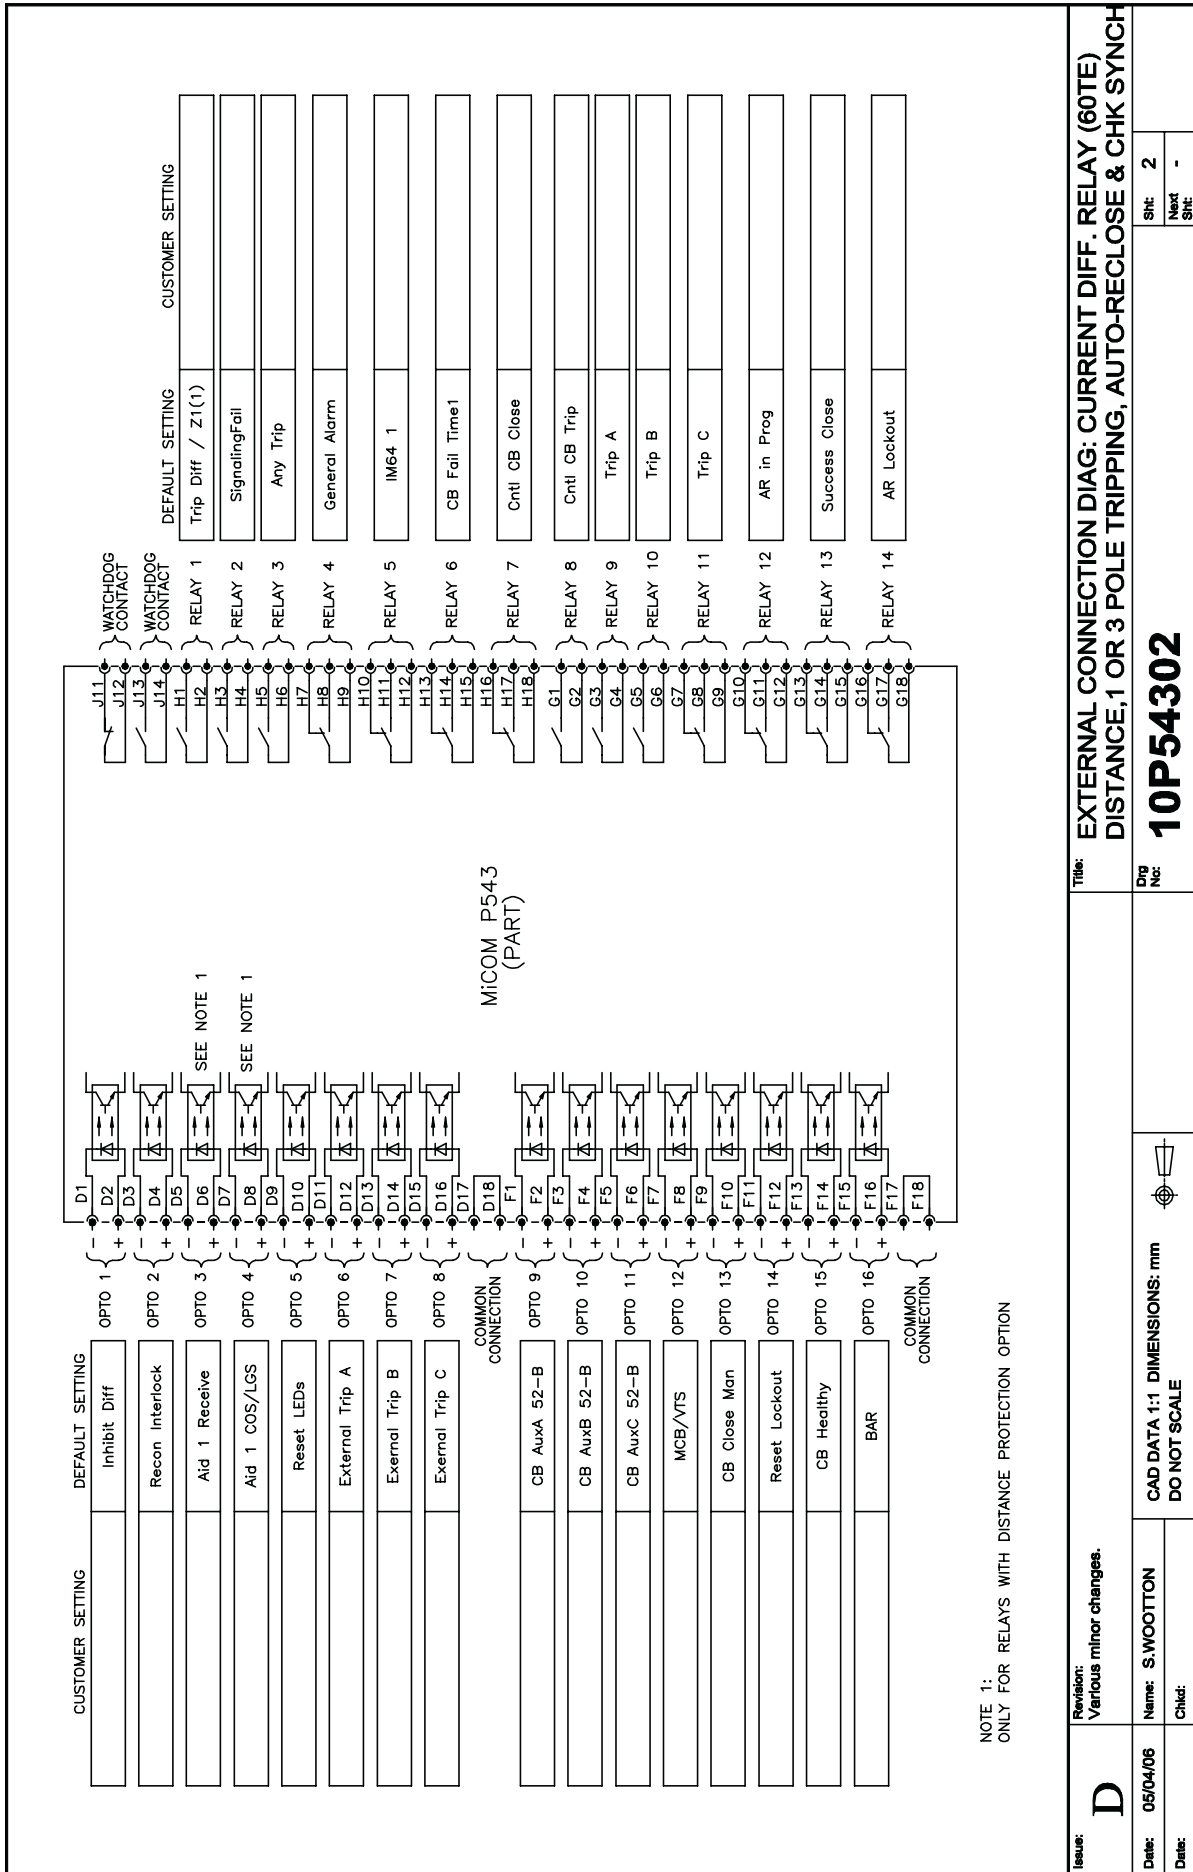 CUSTOMER SETTING
DEFAULT SETTING
Inhibit Diff
OPTO 1
-
+
D1
D2
Recon Interlock
OPTO 2
-
+
D3
D4
Aid 1 Receive
OPTO 3
-
+
D5
D6
SEE NOTE 1
Aid 1 COS/LGS
OPTO 4
-
+
D7
D8
SEE NOTE 1
Reset LEDs
OPTO 5
-
+
D9
D10
External Trip A
OPTO 6
-
+
D11
D12
Exernal Trip B
OPTO 7
-
+
D13
D14
Exernal Trip C
OPTO 8
-
+
D15
D16
COMMON
CONNECTION
D17
D18
CB AuxA 52-B
OPTO 9
-
+
F1
F2
CB AuxB 52-B
OPTO 10
-
+
F3
F4
CB AuxC 52-B
OPTO 11
-
+
F5
F6
MCB/VTS
OPTO 12
-
+
F7
F8
CB Close Man
OPTO 13
-
+
F9
F10
Reset Lockout
OPTO 14
-
+
F11
F12
CB Healthy
OPTO 15
-
+
F13
F14
BAR
OPTO 16
-
+
F15
F16
COMMON
CONNECTION
F17
F18
MiCOM P543
(PART)
J11
J12
WATCHDOG
CONTACT
J13
J14
WATCHDOG
CONTACT
DEFAULT SETTING
CUSTOMER SETTING
H1
H2
RELAY 1
Trip Diff / Z1(1)
H3
H4
RELAY 2
SignalingFail
H5
H6
RELAY 3
Any Trip
H7
H8
H9
RELAY 4
General Alarm
H10
H11
H12
RELAY 5
IM64 1
H13
H14
H15
RELAY 6
CB Fail Time1
H16
H17
H18
RELAY 7
Cntl CB Close
G1
G2
RELAY 8
Cntl CB Trip
G3
G4
RELAY 9
Trip A
G5
G6
RELAY 10
Trip B
G7
G8
G9
RELAY 11
Trip C
G10
G11
G12
RELAY 12
AR in Prog
G13
G14
G15
RELAY 13
Success Close
G16
G17
G18
RELAY 14
AR Lockout
NOTE 1:
ONLY FOR RELAYS WITH DISTANCE PROTECTION OPTION
Issue:
D
Revision:
Various minor changes.
Title:
EXTERNAL CONNECTION DIAG: CURRENT DIFF. RELAY (60TE)
DISTANCE,1 OR 3 POLE TRIPPING, AUTO-RECLOSE & CHK SYNCH
Date: 05/04/06
Name: S.WOOTTON
CAD DATA 1:1 DIMENSIONS: mm
DO NOT SCALE
Drg
No:
10P54302
Sht: 2
Date:
Chkd:
Next
Sht: -